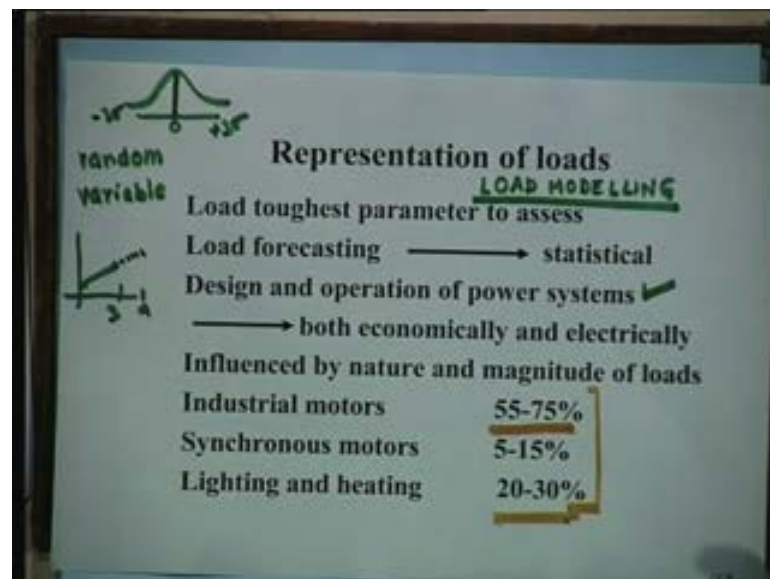 -3σ 0 +3σ
random
variable
Representation of loads
LOAD MODELLING
Load toughest parameter to assess
Load forecasting → statistical
Design and operation of power systems ✓
→ both economically and electrically
Influenced by nature and magnitude of loads
Industrial motors 55-75%
Synchronous motors 5-15%
Lighting and heating 20-30%
3 4